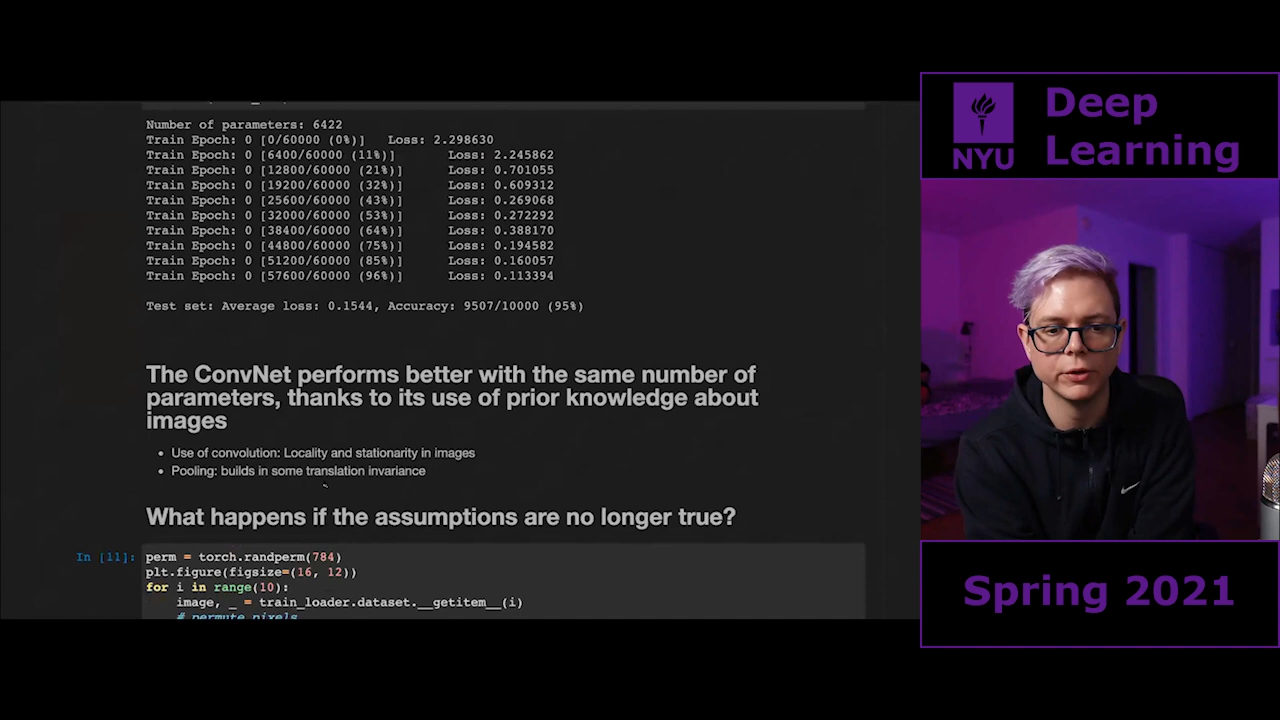 Number of parameters: 6422
Train Epoch: 0 [0/60000 (0%)] Loss: 2.298630
Train Epoch: 0 [6400/60000 (11%)] Loss: 2.245862
Train Epoch: 0 [12800/60000 (21%)] Loss: 0.701055
Train Epoch: 0 [19200/60000 (32%)] Loss: 0.609312
Train Epoch: 0 [25600/60000 (43%)] Loss: 0.269068
Train Epoch: 0 [32000/60000 (53%)] Loss: 0.272292
Train Epoch: 0 [38400/60000 (64%)] Loss: 0.388170
Train Epoch: 0 [44800/60000 (75%)] Loss: 0.194582
Train Epoch: 0 [51200/60000 (85%)] Loss: 0.160057
Train Epoch: 0 [57600/60000 (96%)] Loss: 0.113394
Test set: Average loss: 0.1544, Accuracy: 9507/10000 (95%)
The ConvNet performs better with the same number of
parameters, thanks to its use of prior knowledge about
images
• Use of convolution: Locality and stationarity in images
• Pooling: builds in some translation invariance
What happens if the assumptions are no longer true?
In [11]: perm = torch.randperm(784)
plt.figure(figsize=(16, 12))
for i in range(10):
image, _ = train_loader.dataset.__getitem__(i)
# permute pixels
NYU
Deep
Learning
Spring 2021